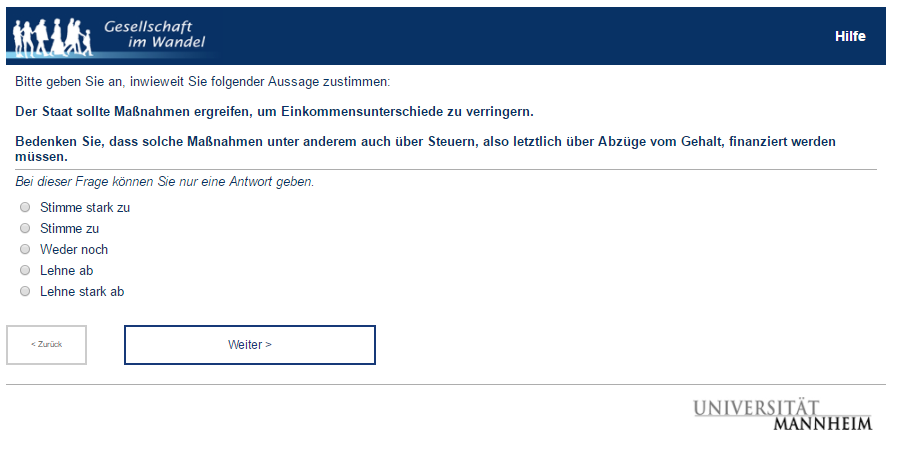 Gesellschaft
im Wandel
Hilfe
Bitte geben Sie an, inwieweit Sie folgender Aussage zustimmen:
Der Staat sollte Maßnahmen ergreifen, um Einkommensunterschiede zu verringern.
Bedenken Sie, dass solche Maßnahmen unter anderem auch über Steuern, also letztlich über Abzüge vom Gehalt, finanziert werden
müssen.
Bei dieser Frage können Sie nur eine Antwort geben.
Stimme stark zu
Stimme zu
Weder noch
Lehne ab
Lehne stark ab
< Zurück
Weiter >
UNIVERSITÄT
MANNHEIM